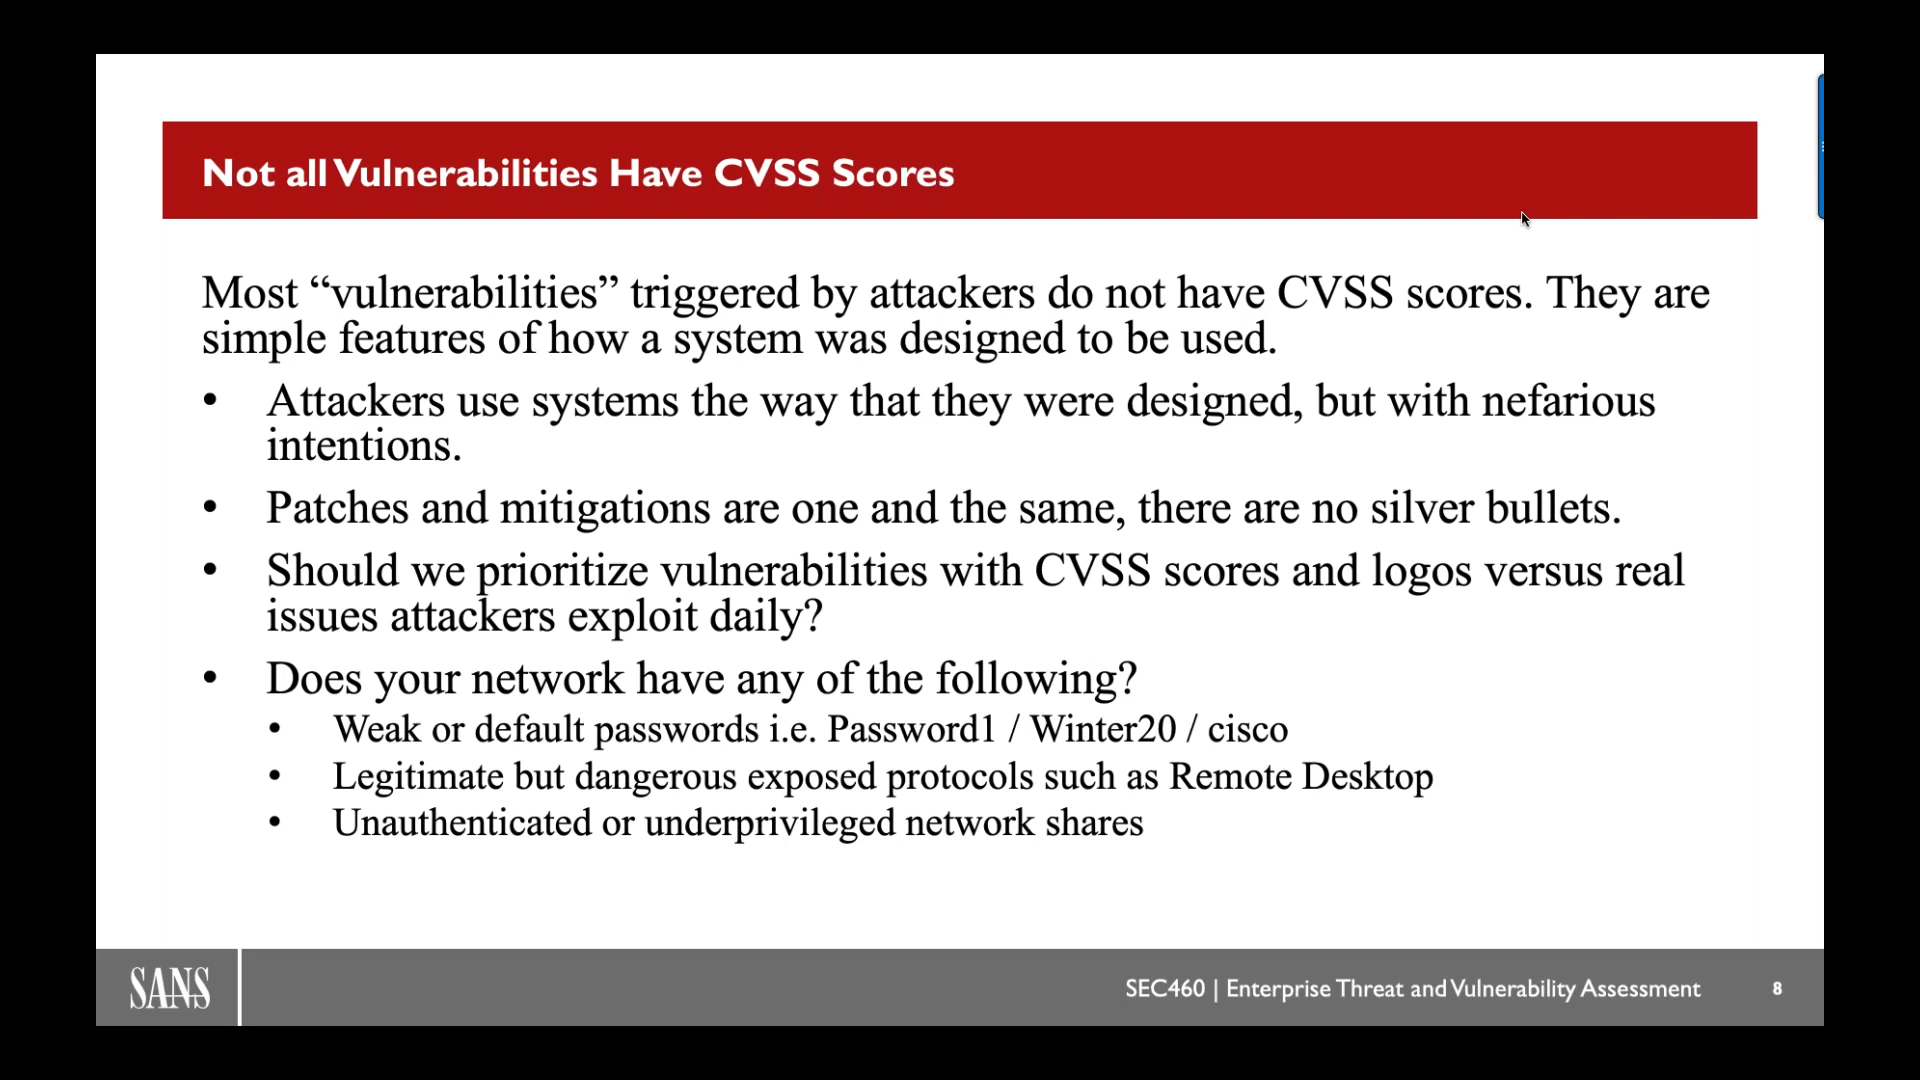 Not all Vulnerabilities Have CVSS Scores
Most “vulnerabilities” triggered by attackers do not have CVSS scores. They are
simple features of how a system was designed to be used.
• Attackers use systems the way that they were designed, but with nefarious
intentions.
• Patches and mitigations are one and the same, there are no silver bullets.
• Should we prioritize vulnerabilities with CVSS scores and logos versus real
issues attackers exploit daily?
• Does your network have any of the following?
• Weak or default passwords i.e. Password1 / Winter20 / cisco
• Legitimate but dangerous exposed protocols such as Remote Desktop
• Unauthenticated or underprivileged network shares
SANS
SEC460 | Enterprise Threat and Vulnerability Assessment
8